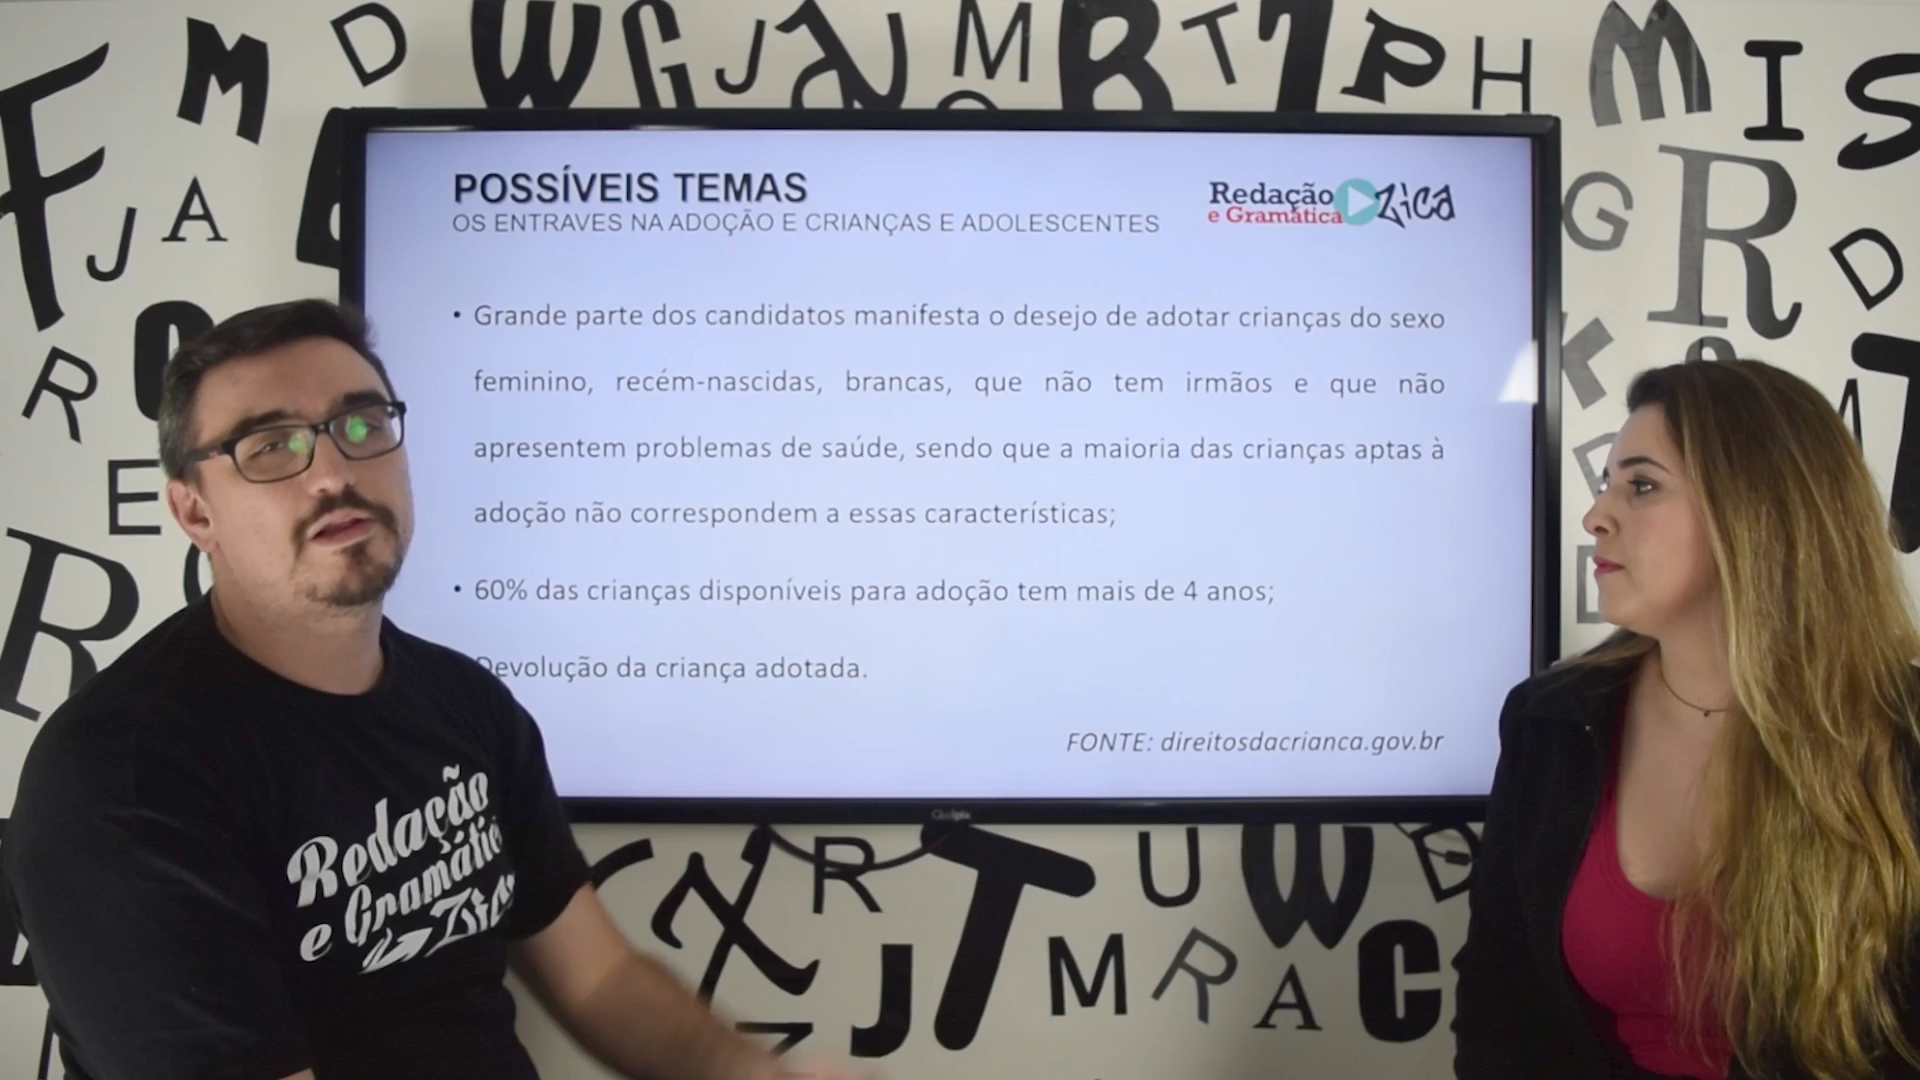 POSSÍVEIS TEMAS
OS ENTRAVES NA ADOÇÃO E CRIANÇAS E ADOLESCENTES
Redação
e Gramática
Zica
• Grande parte dos candidatos manifesta o desejo de adotar crianças do sexo
feminino, recém-nascidas, brancas, que não tem irmãos e que não
apresentem problemas de saúde, sendo que a maioria das crianças aptas à
adoção não correspondem a essas características;
• 60% das crianças disponíveis para adoção tem mais de 4 anos;
Devolução da criança adotada.
FONTE: direitosdacrianca.gov.br
Redação
e Gramática
Zica